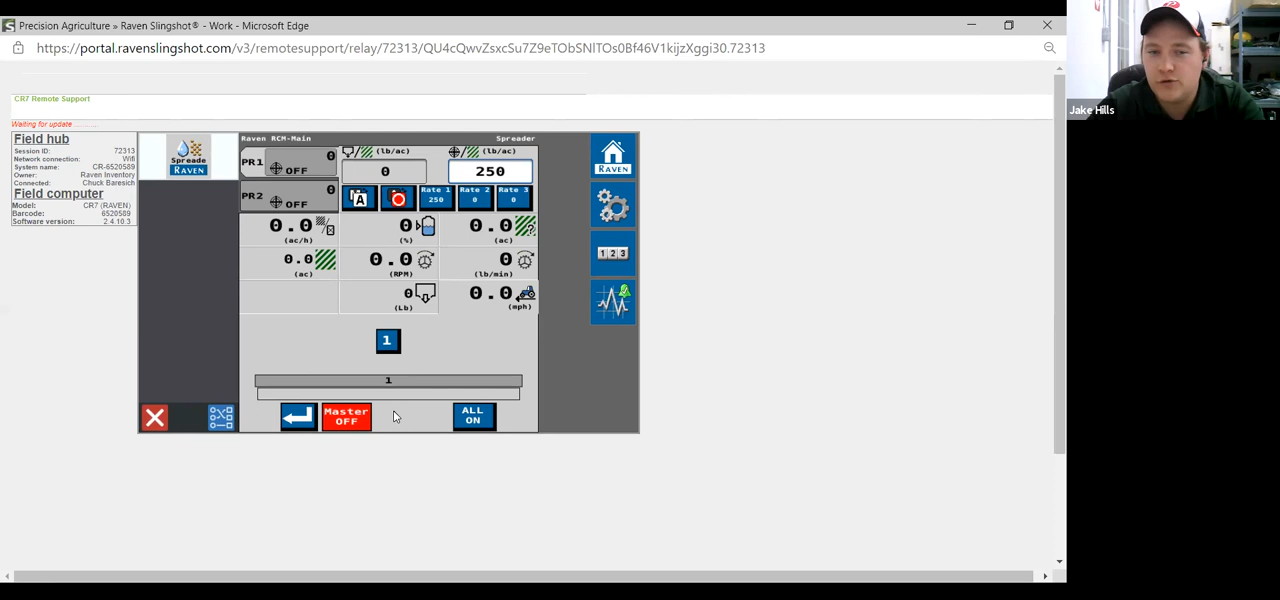 Precision Agriculture » Raven Slingshot® - Work - Microsoft Edge
https://portal.ravenslingshot.com/v3/remotesupport/relay/72313/QU4cQwvZsxcSu7Z9eTObSNlTOs0Bf46V1kijzXggi30.72313
Jake Hills
CR7 Remote Support
Waiting for update ..........
Field hub
Session ID: 72313
Network connection: Wifi
System name: CR-6520589
Owner: Raven Inventory
Connected: Chuck Baresich
Field computer
Model: CR7 (RAVEN)
Barcode: 6520589
Software version: 2.4.10.3
Spreade
RAVEN
Raven RCM-Main Spreader
PR1 0 OFF
PR2 0 OFF
(lb/ac) (lb/ac)
0 250
A Rate 1 250 Rate 2 0 Rate 3 0
0.0 (ac/h) 0 (%) 0.0 (ac)
0.0 (ac) 0.0 (RPM) 0 (lb/min)
0 (Lb) 0.0 (mph)
1
1
Master OFF
ALL ON
RAVEN
1 2 3